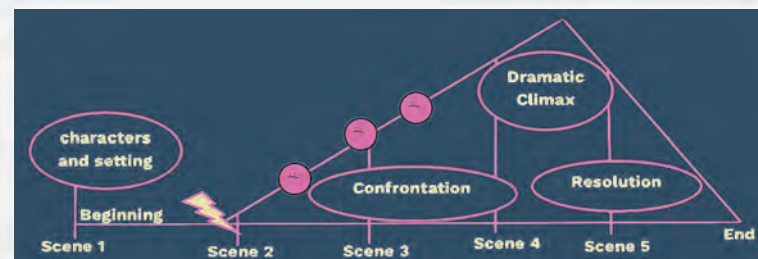 Dramatic
Climax
characters
and setting
Confrontation
Resolution
Beginning
End
Scene 1
Scene 2
Scene 3
Scene 4
Scene 5